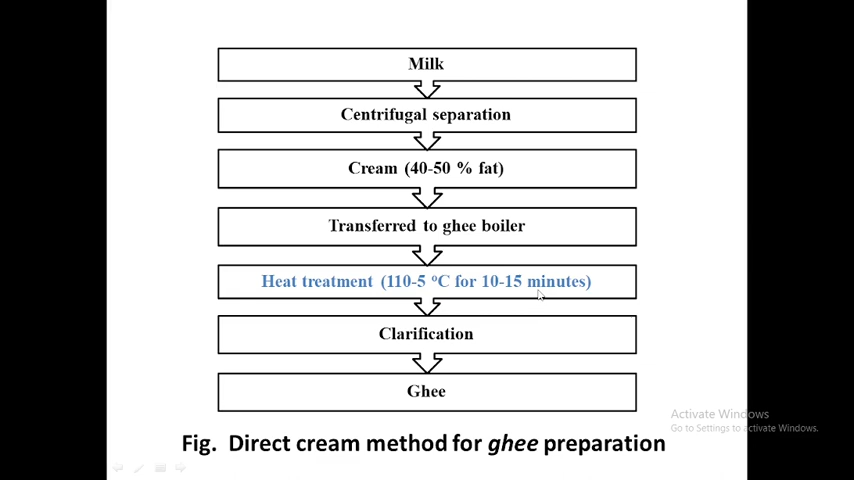 Milk
Centrifugal separation
Cream (40-50 % fat)
Transferred to ghee boiler
Heat treatment (110-5 ºC for 10-15 minutes)
Clarification
Ghee
Fig. Direct cream method for ghee preparation
Activate Windows
Go to Settings to activate Windows.